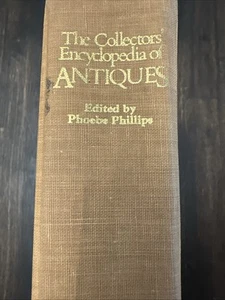 The Collectors'
Encyclopedia of
ANTIQUES
Edited by
Phoebe Phillips